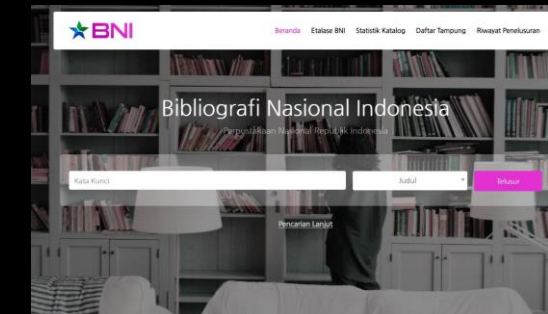 BNI
Beranda Etalase BNI Statistik Katalog Daftar Tampung Riwayat Penelusuran
Bibliografi Nasional Indonesia
Perpustakaan Nasional Republik Indonesia
Kata Kunci Judul Telusur
Pencarian Lanjut